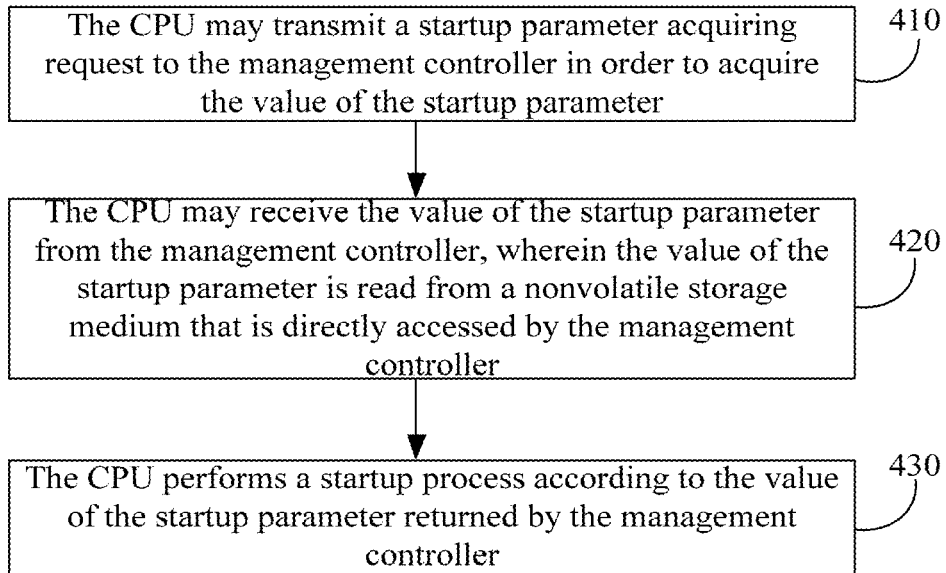 The CPU may transmit a startup parameter acquiring
request to the management controller in order to acquire
the value of the startup parameter
410
The CPU may receive the value of the startup parameter
from the management controller, wherein the value of the
startup parameter is read from a nonvolatile storage
medium that is directly accessed by the management
controller
420
The CPU performs a startup process according to the value
of the startup parameter returned by the management
controller
430